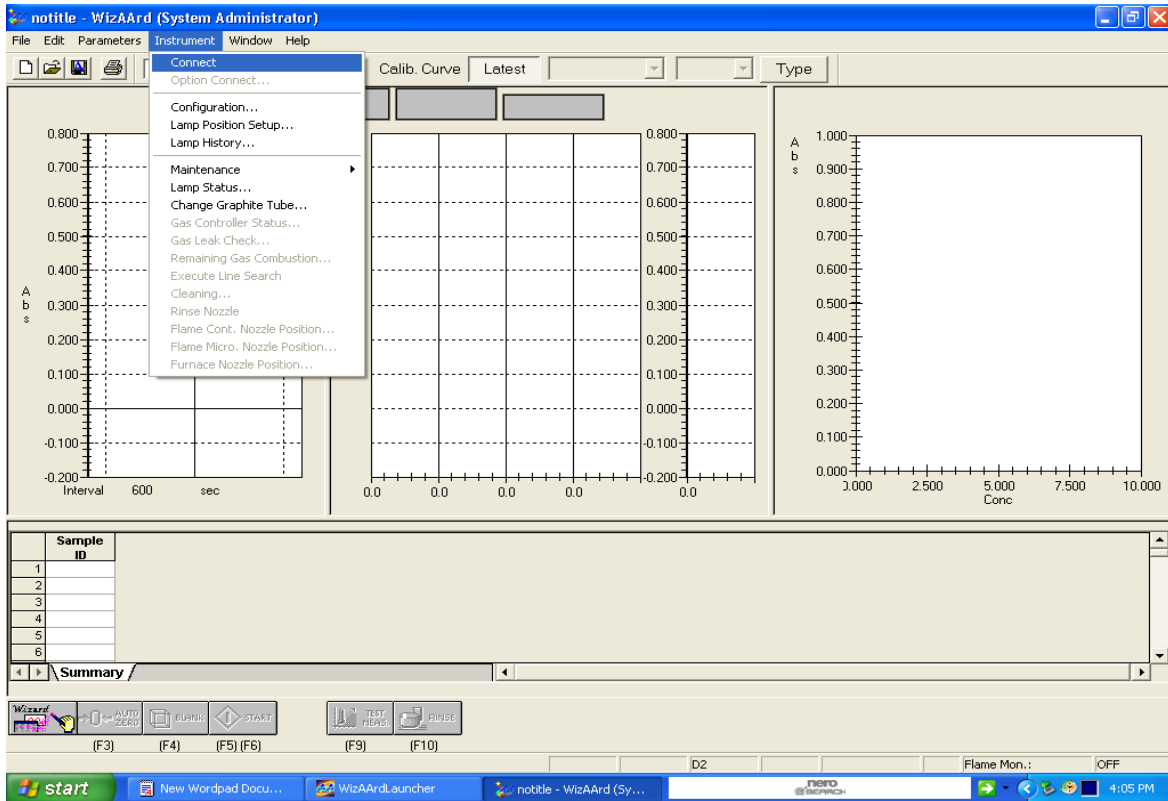 notitle - WizAArd (System Administrator)
File Edit Parameters Instrument Window Help
Connect
Option Connect...
Configuration...
Lamp Position Setup...
Lamp History...
Maintenance
Lamp Status...
Change Graphite Tube...
Gas Controller Status...
Gas Leak Check...
Remaining Gas Combustion...
Execute Line Search
Cleaning...
Rinse Nozzle
Flame Cont. Nozzle Position...
Flame Micro. Nozzle Position...
Furnace Nozzle Position...
Calib. Curve Latest Type
Abs
0.800
0.700
0.600
0.500
0.400
0.300
0.200
0.100
0.000
-0.100
-0.200
Interval 600 sec
0.800
0.700
0.600
0.500
0.400
0.300
0.200
0.100
0.000
-0.100
-0.200
0.0 0.0 0.0 0.0 0.0
Abs
1.000
0.900
0.800
0.700
0.600
0.500
0.400
0.300
0.200
0.100
0.000
2.500 5.000 7.500 10.000
Conc
Sample
ID
1
2
3
4
5
6
Summary
Wizard
AUTO
ZERO
BLANK
START
TEST
MEAS.
RINSE
(F3) (F4) (F5) (F6) (F9) (F10)
D2 Flame Mon.: OFF
start New Wordpad Docu... WizAArdLauncher notitle - WizAArd (Sy... nero SEARCH 4:05 PM